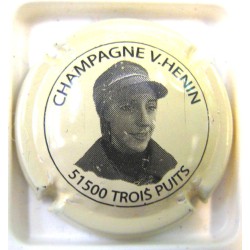 CHAMPAGNE V.HENIN
51500 TROIS PUITS